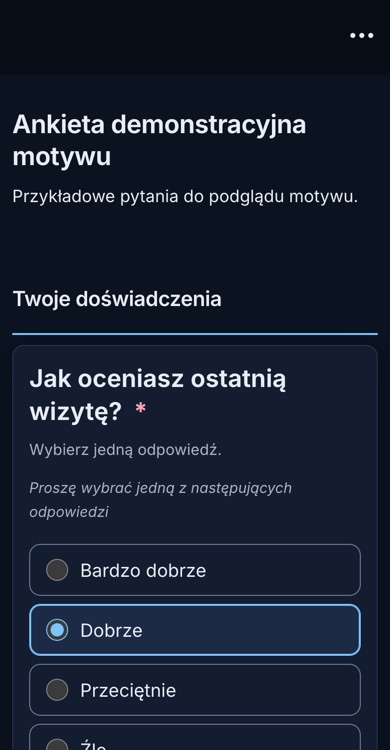 Ankieta demonstracyjna
motywu
Przykładowe pytania do podglądu motywu.
Twoje doświadczenia
Jak oceniasz ostatnią
wizytę? *
Wybierz jedną odpowiedź.
Proszę wybrać jedną z następujących
odpowiedzi
Bardzo dobrze
Dobrze
Przeciętnie
Źle